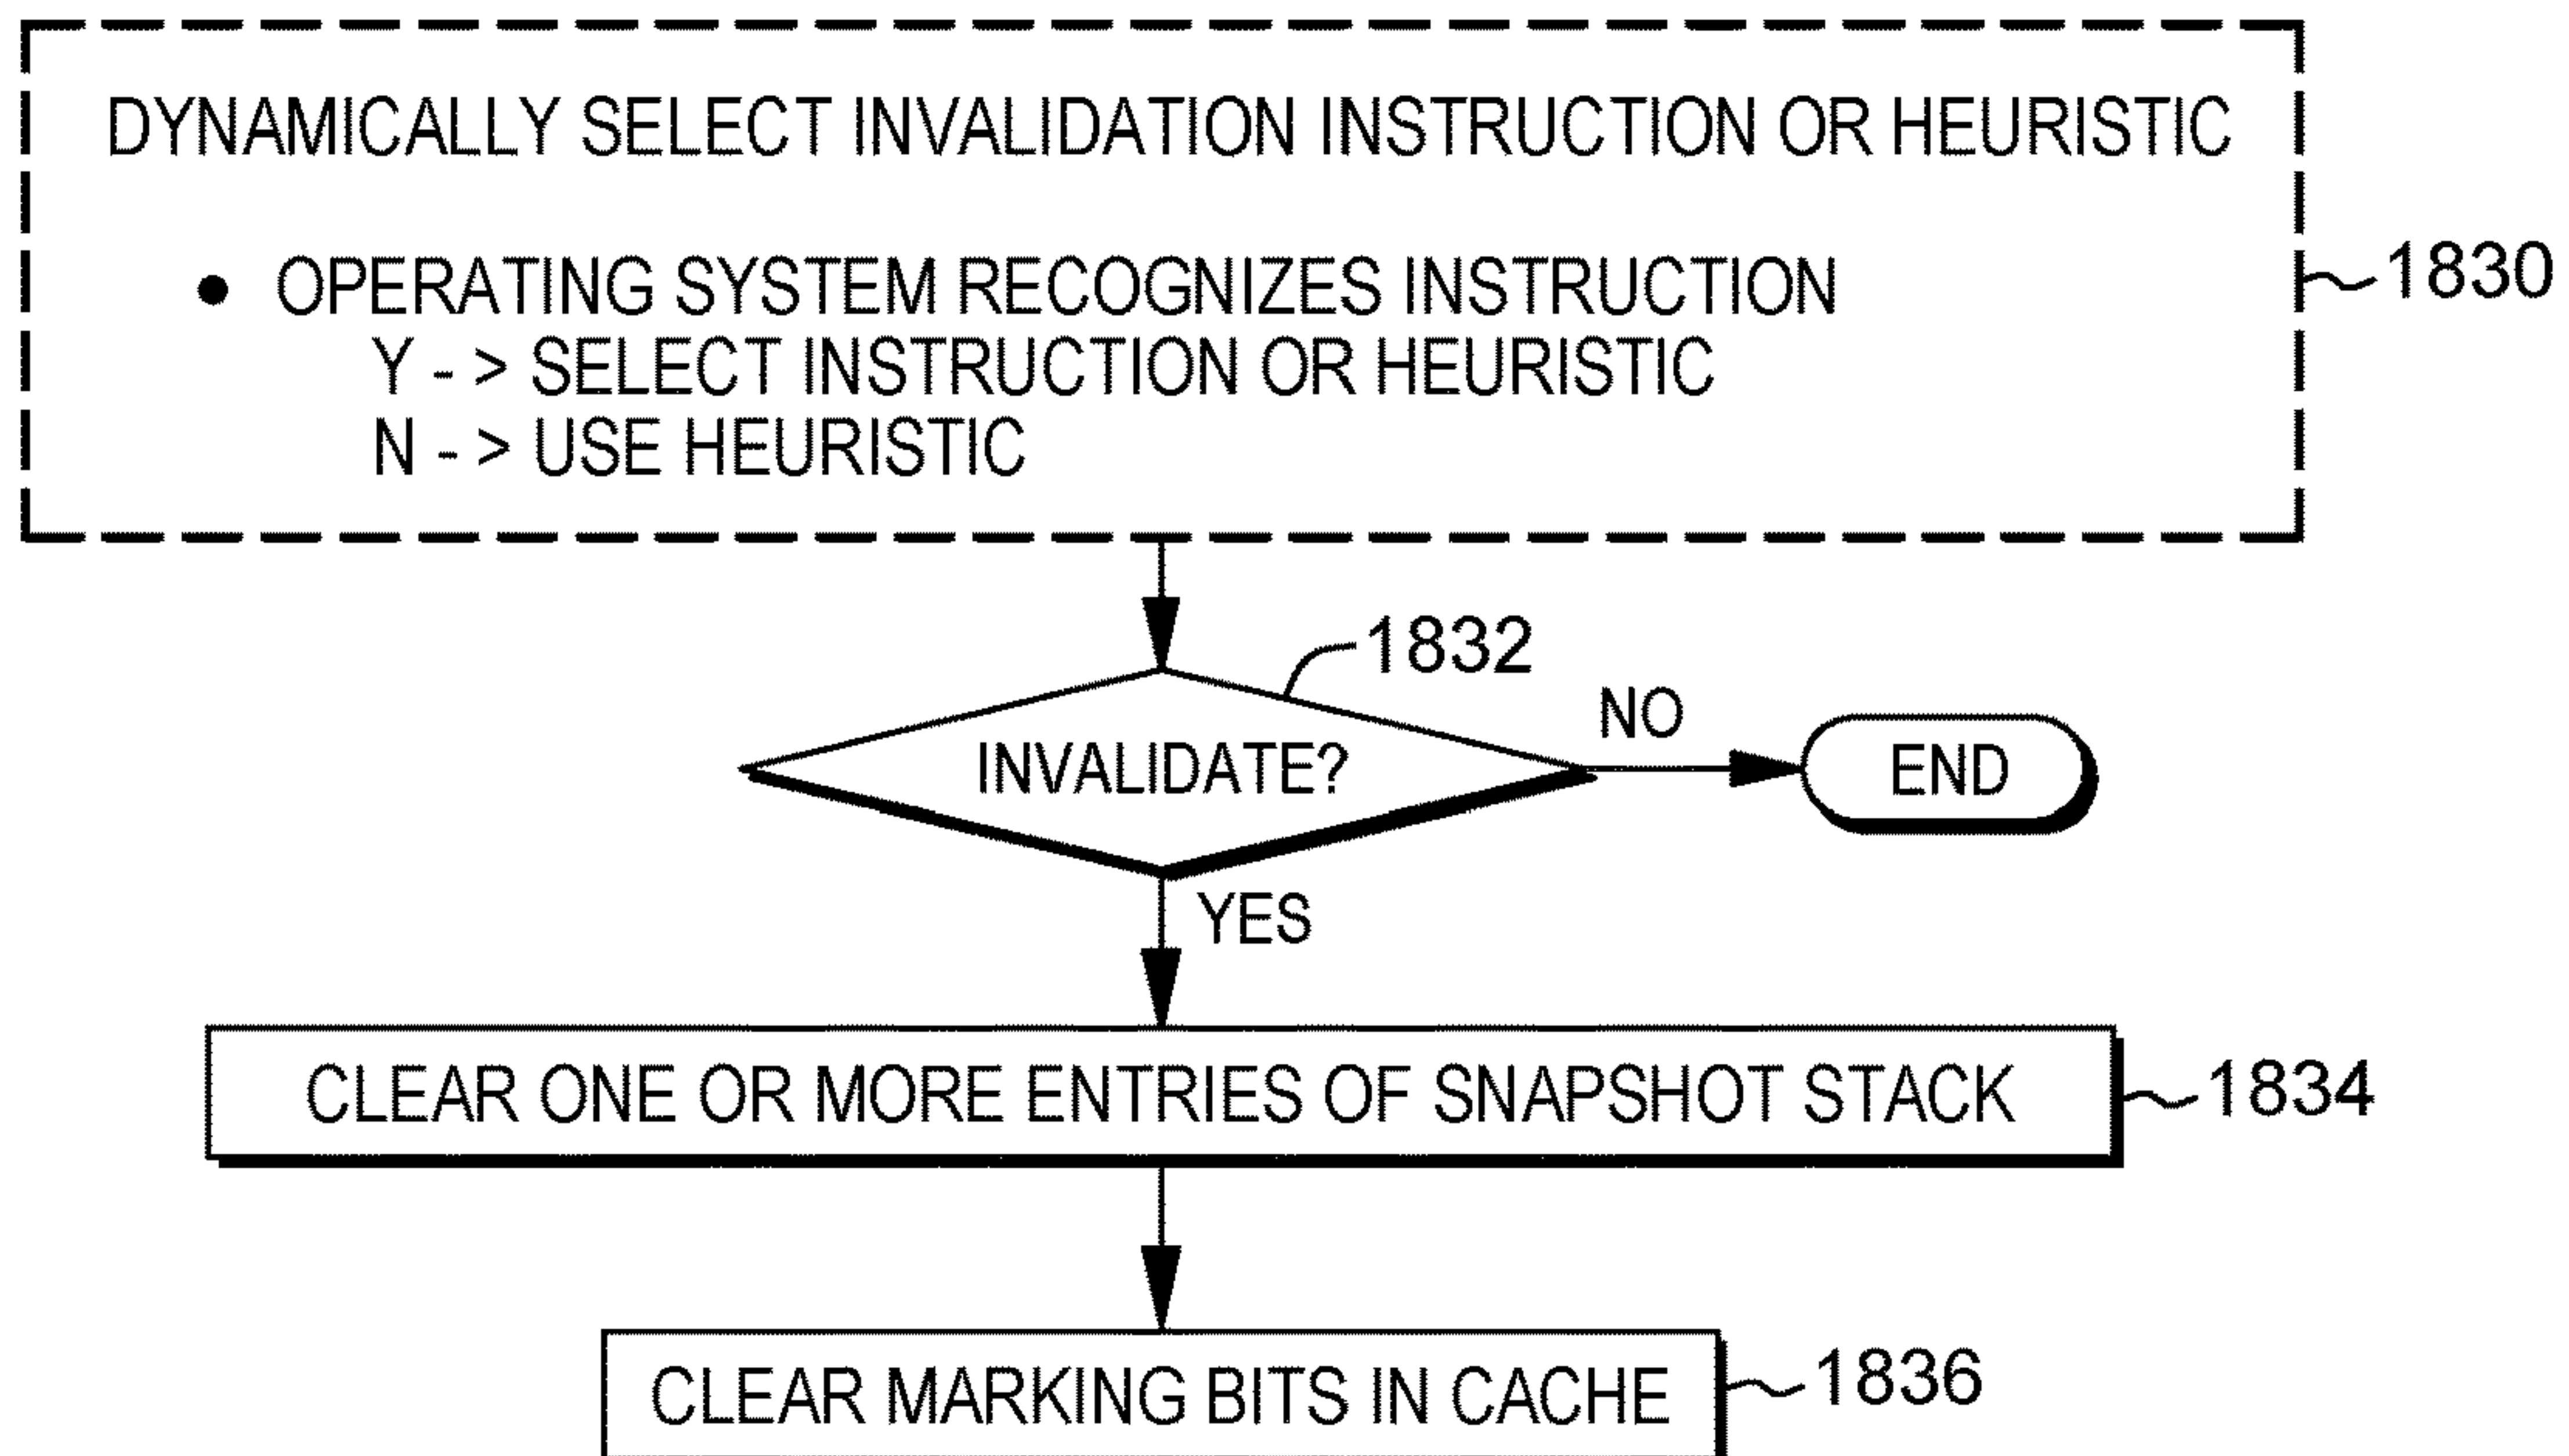 DYNAMICALLY SELECT INVALIDATION INSTRUCTION OR HEURISTIC
● OPERATING SYSTEM RECOGNIZES INSTRUCTION
Y - > SELECT INSTRUCTION OR HEURISTIC
N - > USE HEURISTIC
1830
1832
INVALIDATE?
NO
END
YES
CLEAR ONE OR MORE ENTRIES OF SNAPSHOT STACK
1834
CLEAR MARKING BITS IN CACHE
1836